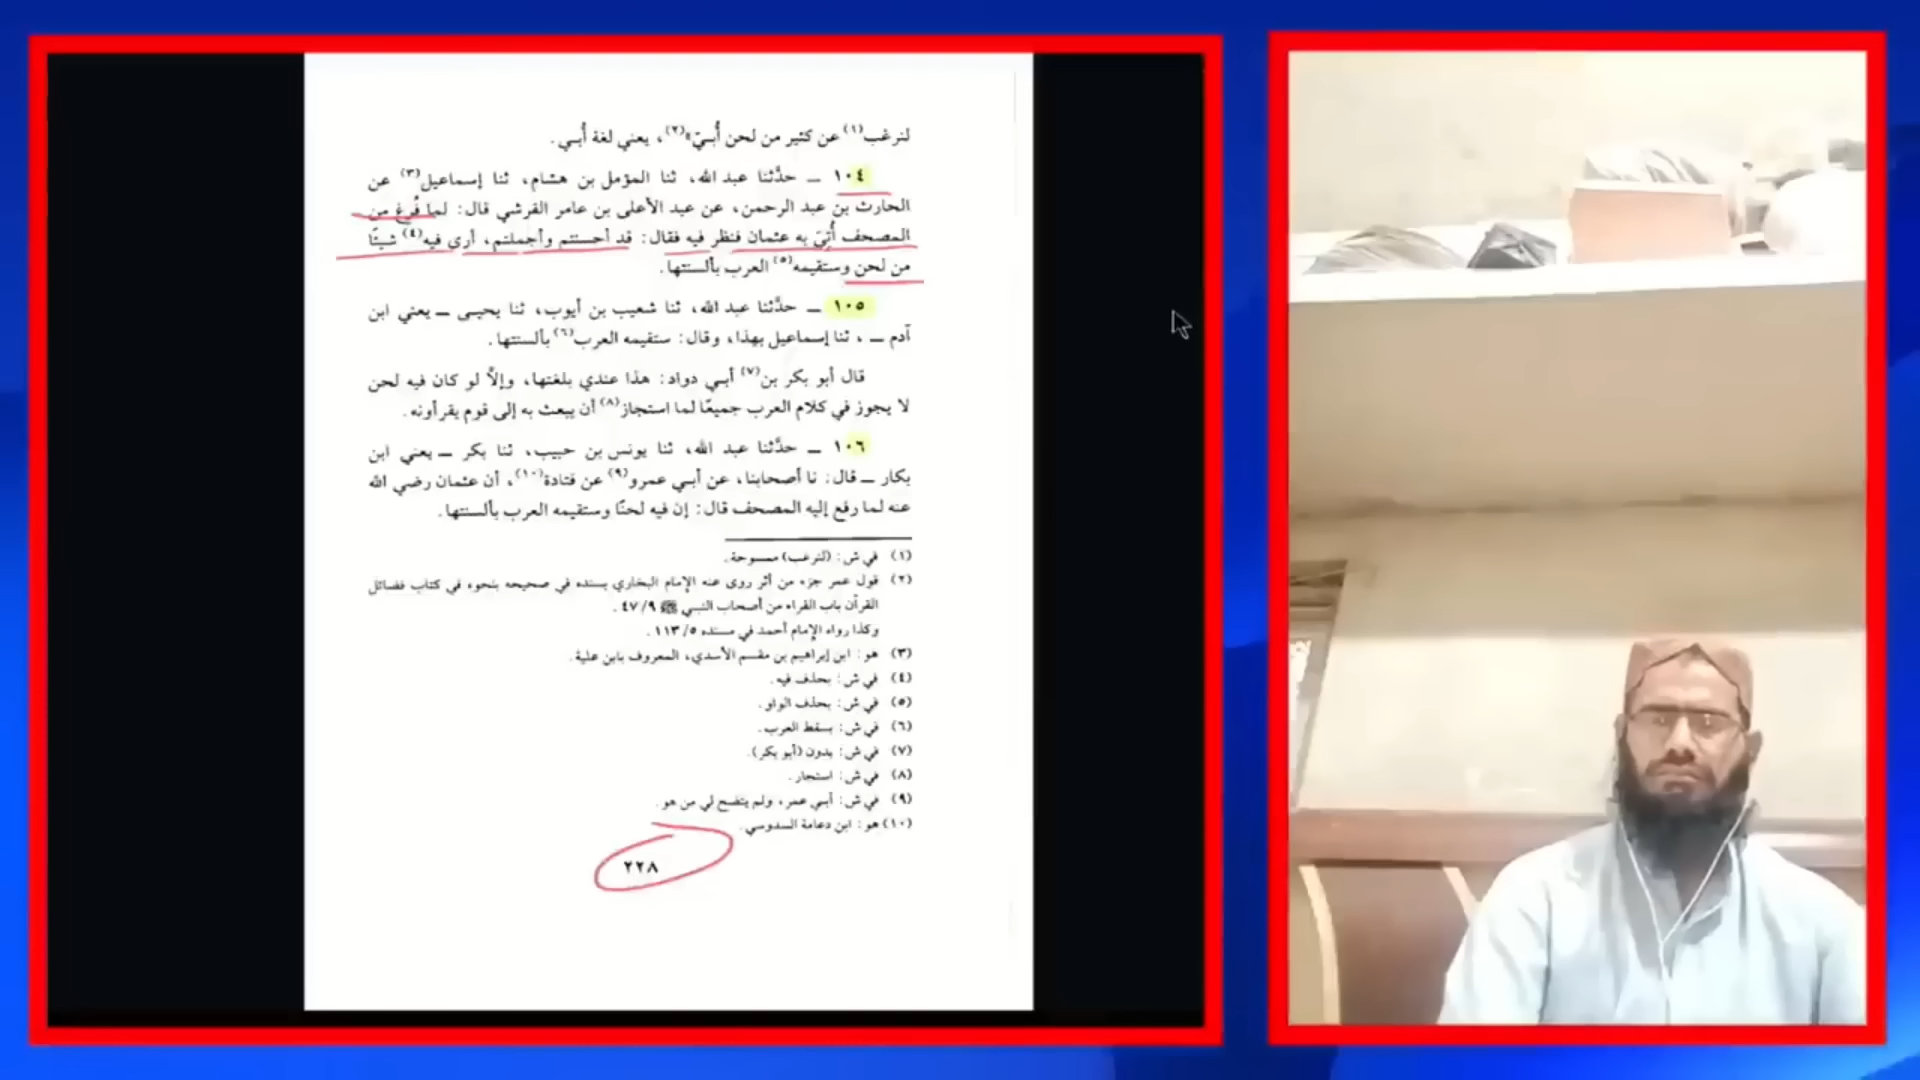 لنرغب(١) عن كثير من لحن أُبيّ»(٢)، يعني لغة أُبي.
١٠٤ ــ حدَّثنا عبد الله، ثنا المؤمل بن هشام، ثنا إسماعيل(٣) عن
الحارث بن عبد الرحمن، عن عبد الأعلى بن عامر القرشي قال: لما فُرغ من
المصحف أُتِيَ به عثمان فنظر فيه فقال: قد أحسنتم وأجملتم، أرى فيه(٤) شيئًا
من لحن وستقيمه(٥) العرب بألسنتها.
١٠٥ ــ حدَّثنا عبد الله، ثنا شعيب بن أيوب، ثنا يحيى ــ يعني ابن
آدم ــ ، ثنا إسماعيل بهذا، وقال: ستقيمه العرب(٦) بألسنتها.
قال أبو بكر بن(٧) أبي دواد: هذا عندي بلغتها، وإلاَّ لو كان فيه لحن
لا يجوز في كلام العرب جميعًا لما استجاز(٨) أن يبعث به إلى قوم يقرأونه.
١٠٦ ــ حدَّثنا عبد الله، ثنا يونس بن حبيب، ثنا بكر ــ يعني ابن
بكار ــ قال: نا أصحابنا، عن أبي عمرو(٩) عن قتادة(١٠)، أن عثمان رضي الله
عنه لما رفع إليه المصحف قال: إن فيه لحنًا وستقيمه العرب بألسنتها.
(١) في ش: (لنرغب) ممسوحة.
(٢) قول عمر جزء من أثر روى عنه الإمام البخاري بسنده في صحيحه بنحوه في كتاب فضائل
القرآن باب القراء من أصحاب النبي ﷺ ٤٧/٩.
وكذا رواه الإمام أحمد في مسنده ١١٣/٥.
(٣) هو: ابن إبراهيم بن مقسم الأسدي، المعروف بابن علية.
(٤) في ش: بحذف فيه.
(٥) في ش: بحذف الواو.
(٦) في ش: بسقط العرب.
(٧) في ش: بدون (أبو بكر).
(٨) في ش: استجار.
(٩) في ش: أبي عمر، ولم يتضح لي من هو.
(١٠) هو: ابن دعامة السدوسي.
٢٢٨